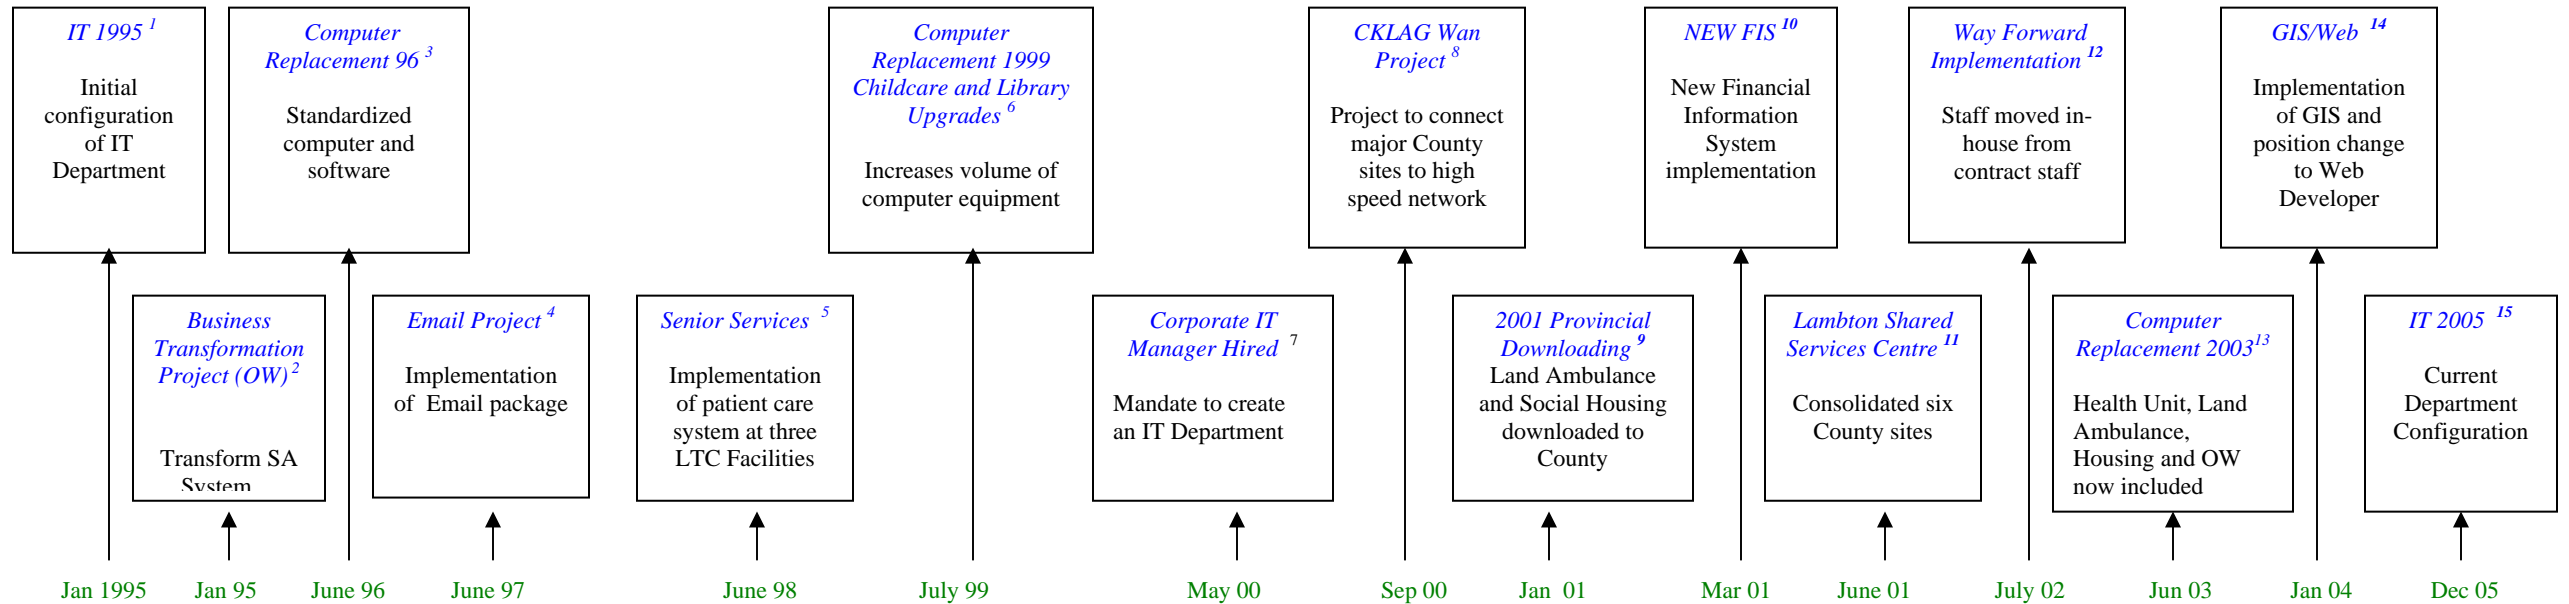 IT 1995 1
Initial
configuration
of IT
Department
Computer
Replacement 96 3
Standardized
computer and
software
Computer
Replacement 1999
Childcare and Library
Upgrades 6
Increases volume of
computer equipment
CKLAG Wan
Project 8
Project to connect
major County
sites to high
speed network
NEW FIS 10
New Financial
Information
System
implementation
Way Forward
Implementation 12
Staff moved in-
house from
contract staff
GIS/Web 14
Implementation
of GIS and
position change
to Web
Developer
Business
Transformation
Project (OW) 2
Transform SA
System
Email Project 4
Implementation
of Email package
Senior Services 5
Implementation
of patient care
system at three
LTC Facilities
Corporate IT
Manager Hired 7
Mandate to create
an IT Department
2001 Provincial
Downloading 9
Land Ambulance
and Social Housing
downloaded to
County
Lambton Shared
Services Centre 11
Consolidated six
County sites
Computer
Replacement 2003 13
Health Unit, Land
Ambulance,
Housing and OW
now included
IT 2005 15
Current
Department
Configuration
Jan 1995 Jan 95 June 96 June 97 June 98 July 99 May 00 Sep 00 Jan 01 Mar 01 June 01 July 02 Jun 03 Jan 04 Dec 05